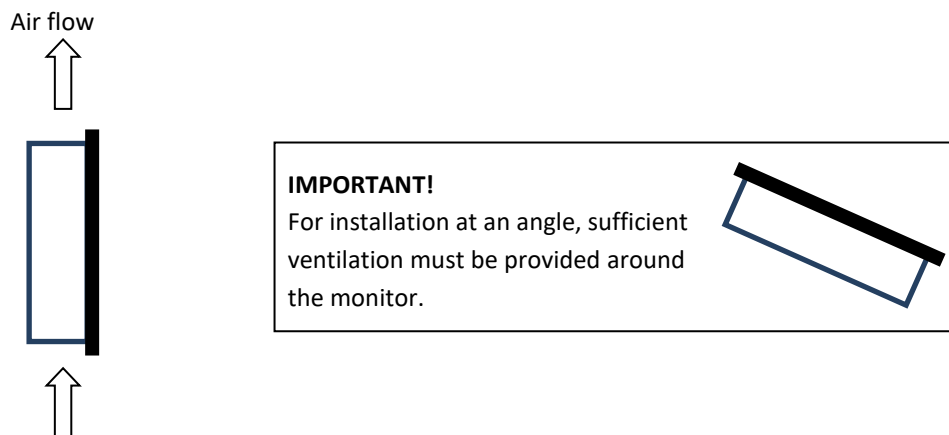 Air flow
IMPORTANT!
For installation at an angle, sufficient
ventilation must be provided around
the monitor.